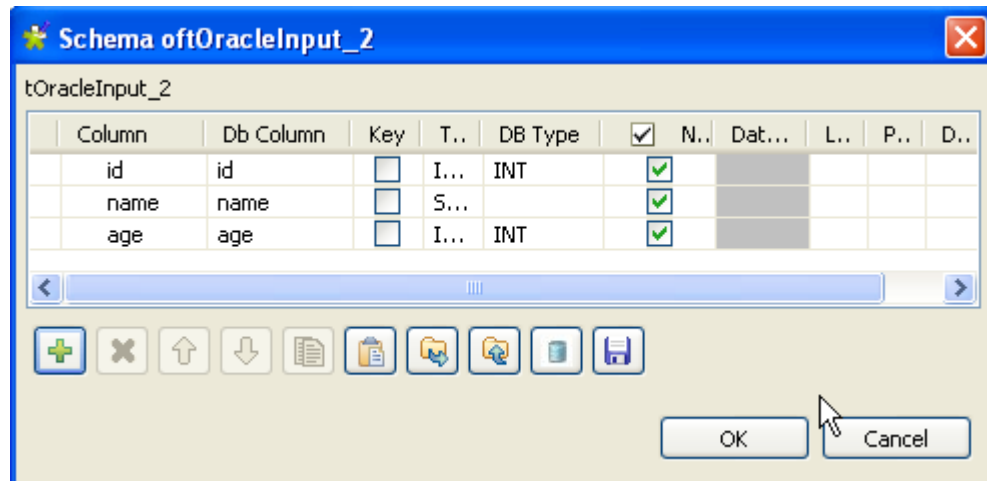 Schema oftOracleInput_2
tOracleInput_2
Column Db Column Key T.. DB Type N.. Dat... L.. P.. D..
id id I... INT
name name S...
age age I... INT
OK Cancel